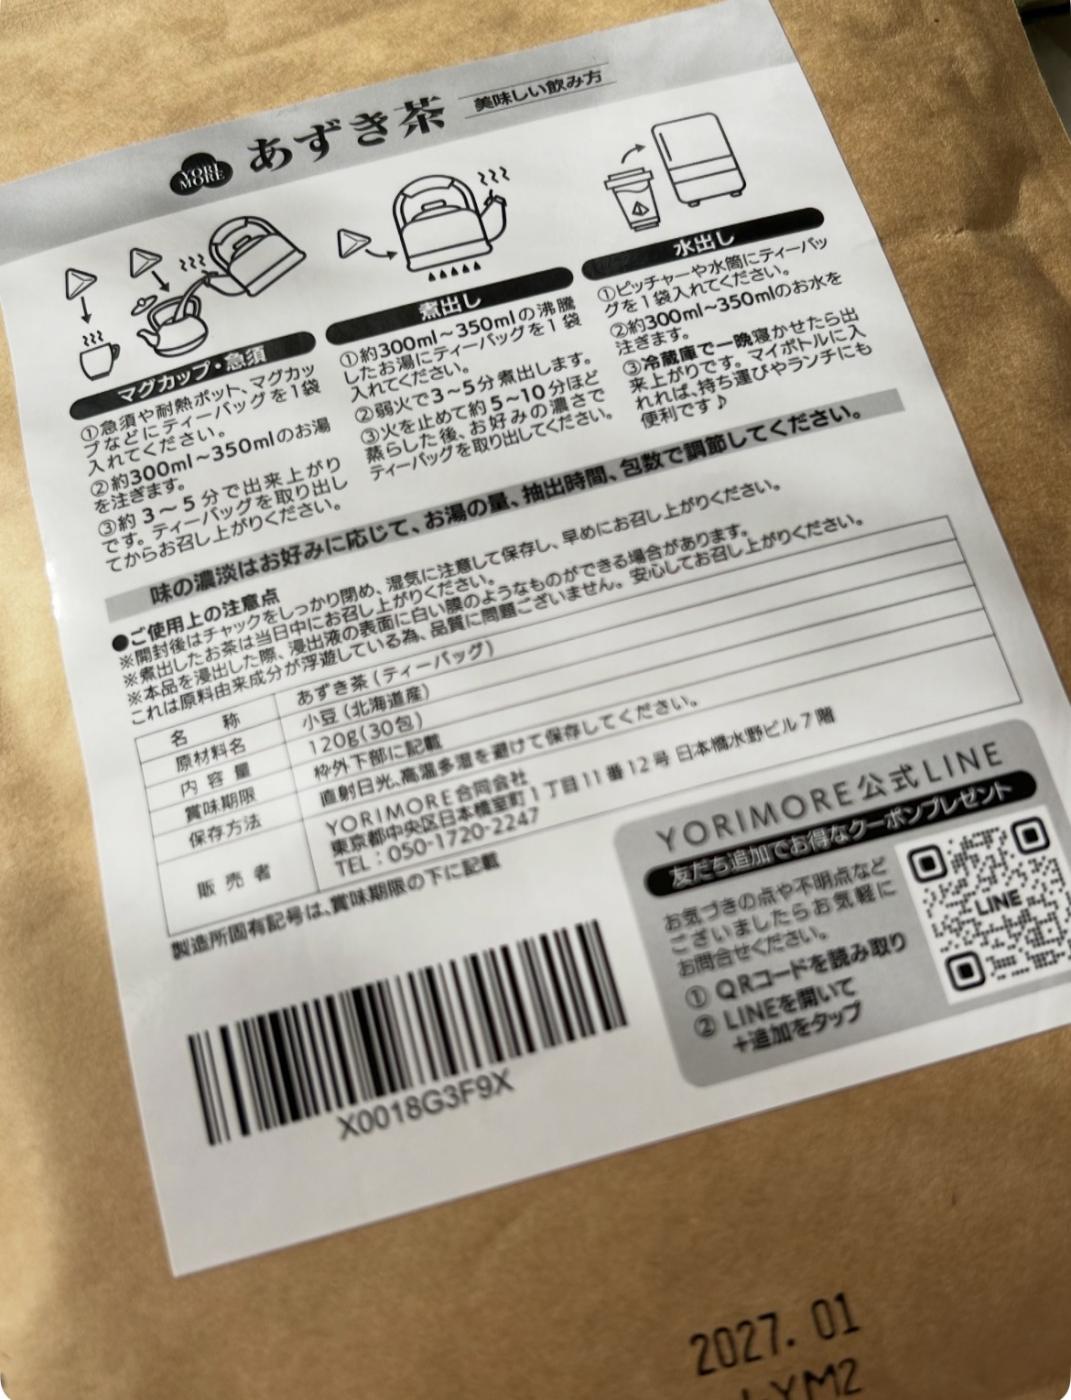 YORI
MORE
あずき茶
美味しい飲み方
マグカップ・急須
①急須や耐熱ポット、マグカッ
プなどにティーバッグを1袋
入れてください。
②約300ml~350mlのお湯
を注ぎます。
③約3~5分で出来上がり
です。ティーバッグを取り出し
てからお召し上がりください。
煮出し
①約300ml~350mlの沸騰
したお湯にティーバッグを1袋
入れてください。
②弱火で3~5分煮出します。
③火を止めて約5~10分ほど
蒸らした後、お好みの濃さで
ティーバッグを取り出してください。
水出し
①ピッチャーや水筒にティーバッ
グを1袋入れてください。
②約300ml~350mlのお水を
注ぎます。
③冷蔵庫で一晩寝かせたら出
来上がりです。マイボトルに入
れれば、持ち運びやランチにも
便利です♪
味の濃淡はお好みに応じて、お湯の量、抽出時間、包数で調節してください。
●ご使用上の注意点
※開封後はチャックをしっかり閉め、湿気に注意して保存し、早めにお召し上がりください。
※煮出したお茶は当日中にお召し上がりください。
※本品を浸出した際、浸出液の表面に白い膜のようなものができる場合があります。
これは原料由来成分が浮遊している為、品質に問題ございません。安心してお召し上がりください。
名称 あずき茶(ティーバッグ)
原材料名 小豆(北海道産)
内容量 120g(30包)
賞味期限 枠外下部に記載
保存方法 直射日光、高温多湿を避けて保存してください。
販売者 YORIMORE合同会社
東京都中央区日本橋室町1丁目11番12号 日本橋水野ビル7階
TEL:050-1720-2247
製造所固有記号は、賞味期限の下に記載
X0018G3F9X
YORIMORE公式LINE
友だち追加でお得なクーポンプレゼント
お気づきの点や不明点など
ございましたらお気軽に
お問合せください。
① QRコードを読み取り
② LINEを開いて
+追加をタップ
LINE
2027. 01
LYM2